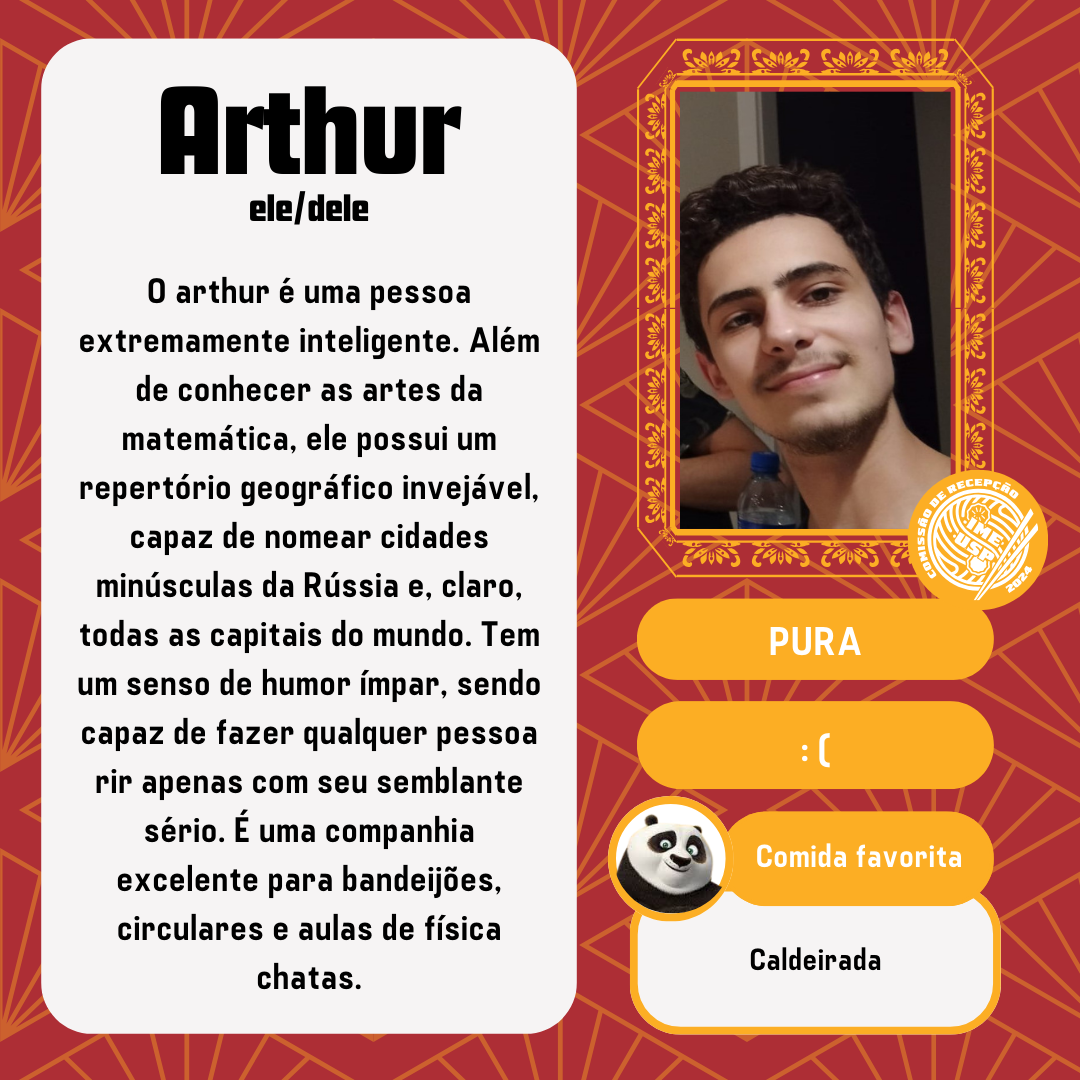 Arthur
ele/dele
O arthur é uma pessoa
extremamente inteligente. Além
de conhecer as artes da
matemática, ele possui um
repertório geográfico invejável,
capaz de nomear cidades
minúsculas da Rússia e, claro,
todas as capitais do mundo. Tem
um senso de humor ímpar, sendo
capaz de fazer qualquer pessoa
rir apenas com seu semblante
sério. É uma companhia
excelente para bandeijões,
circulares e aulas de física
chatas.
COMISSÃO DE RECEPÇÃO
IME
USP
2024
PURA
:(
Comida favorita
Caldeirada